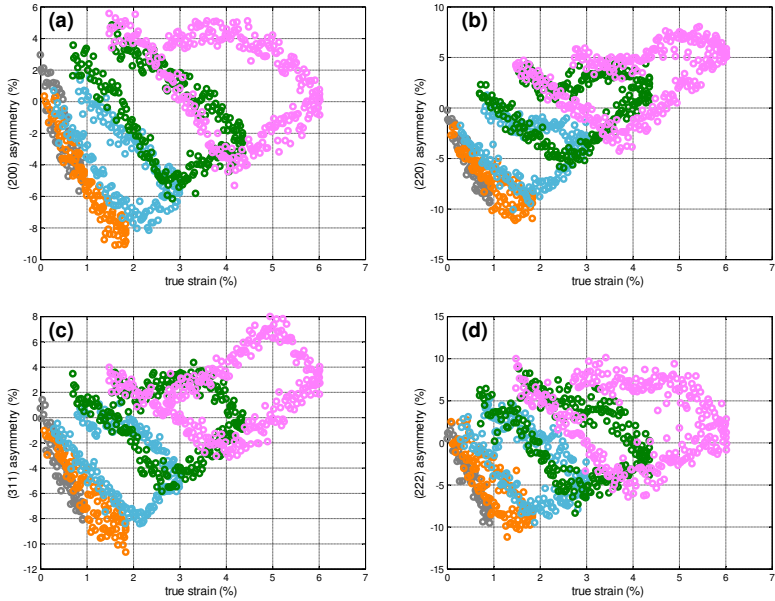 (a)
(200) asymmetry (%)
6
4
2
0
-2
-4
-6
-8
-10
0 1 2 3 4 5 6 7
true strain (%)
(b)
(220) asymmetry (%)
10
5
0
-5
-10
-15
0 1 2 3 4 5 6 7
true strain (%)
(c)
(311) asymmetry (%)
8
6
4
2
0
-2
-4
-6
-8
-10
-12
0 1 2 3 4 5 6 7
true strain (%)
(d)
(222) asymmetry (%)
15
10
5
0
-5
-10
-15
0 1 2 3 4 5 6 7
true strain (%)